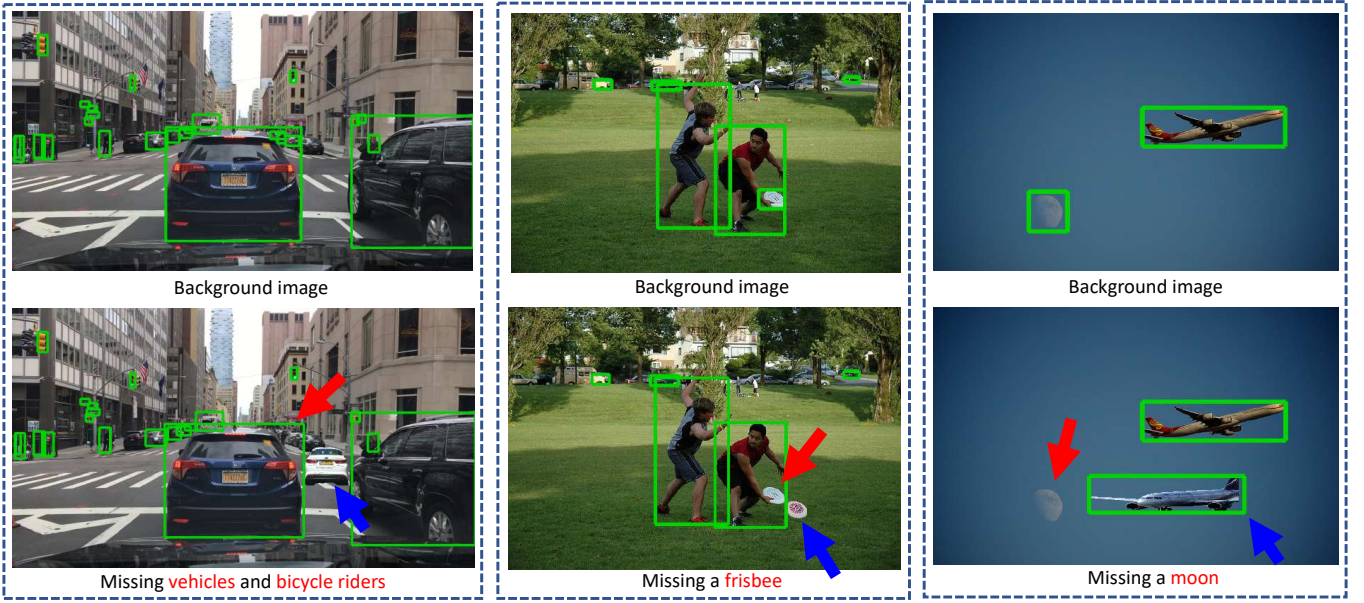 Background image
Background image
Background image
Missing vehicles and bicycle riders
Missing a frisbee
Missing a moon